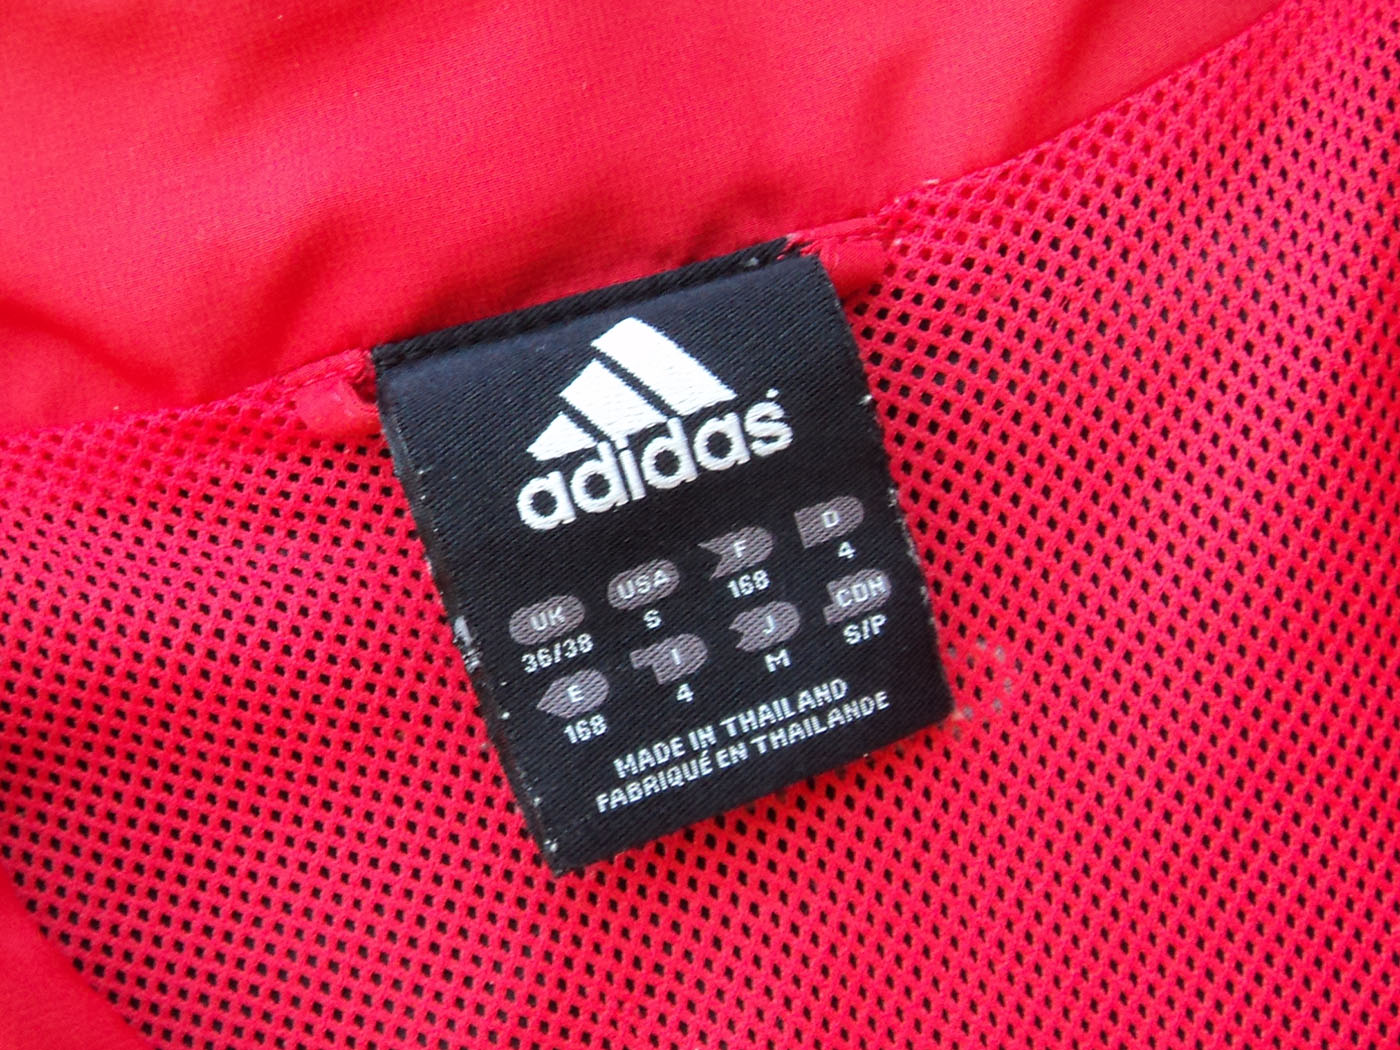 adidas
UK USA F D
36/38 S 168 4
E I J CDN
168 4 M S/P
MADE IN THAILAND
FABRIQUÉ EN THAILANDE